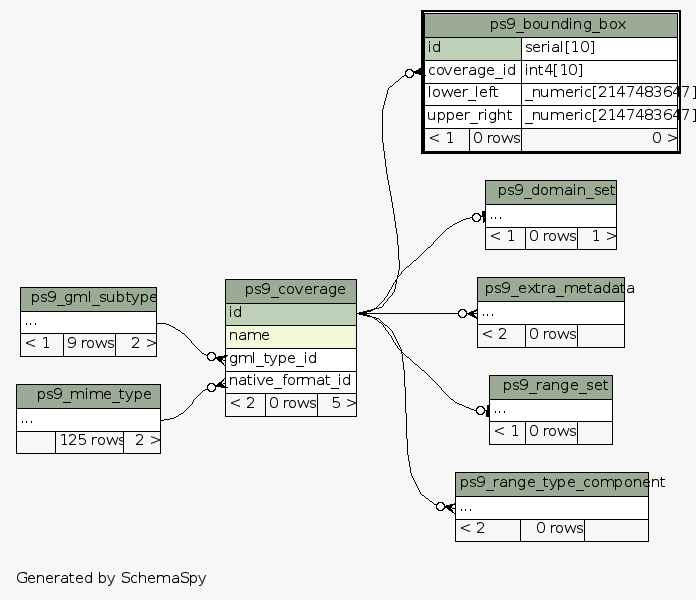 ps9_bounding_box
id serial[10]
coverage_id int4[10]
lower_left _numeric[2147483647]
upper_right _numeric[2147483647]
< 1 0 rows 0 >
ps9_domain_set
...
< 1 0 rows 1 >
ps9_gml_subtype
...
< 1 9 rows 2 >
ps9_mime_type
...
125 rows 2 >
ps9_coverage
id
name
gml_type_id
native_format_id
< 2 0 rows 5 >
ps9_extra_metadata
...
< 2 0 rows
ps9_range_set
...
< 1 0 rows
ps9_range_type_component
...
< 2 0 rows
Generated by SchemaSpy